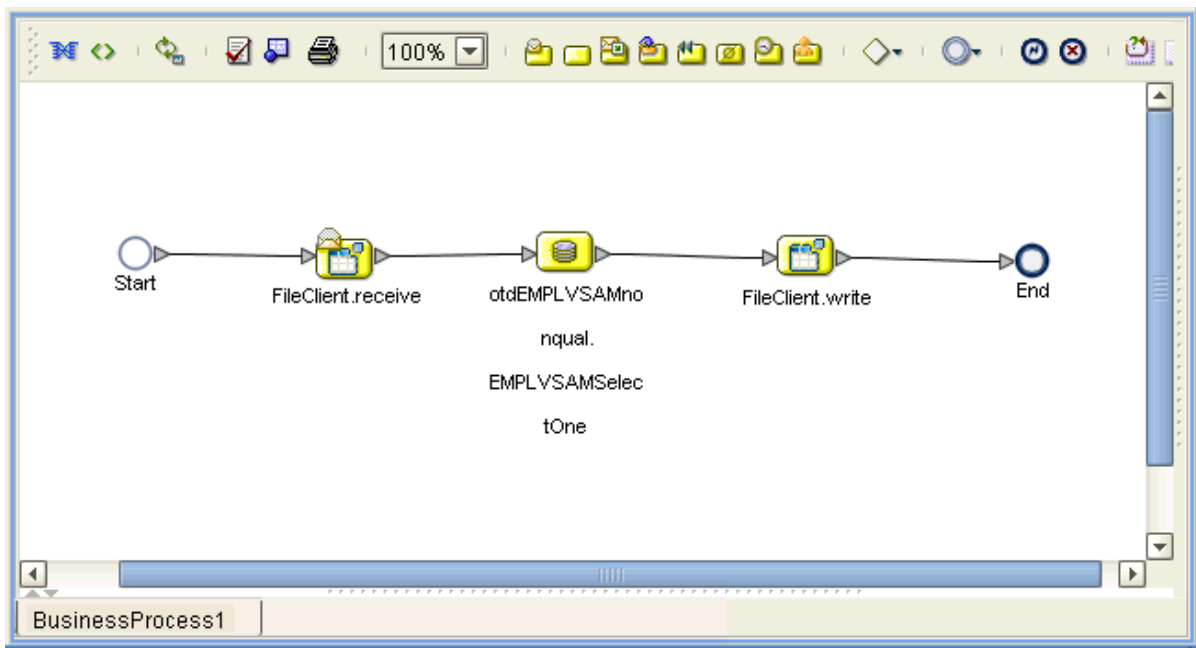 100%
Start
FileClient.receive
otdEMPLVSAMno
nqual.
EMPLVSAMSelec
tOne
FileClient.write
End
BusinessProcess1